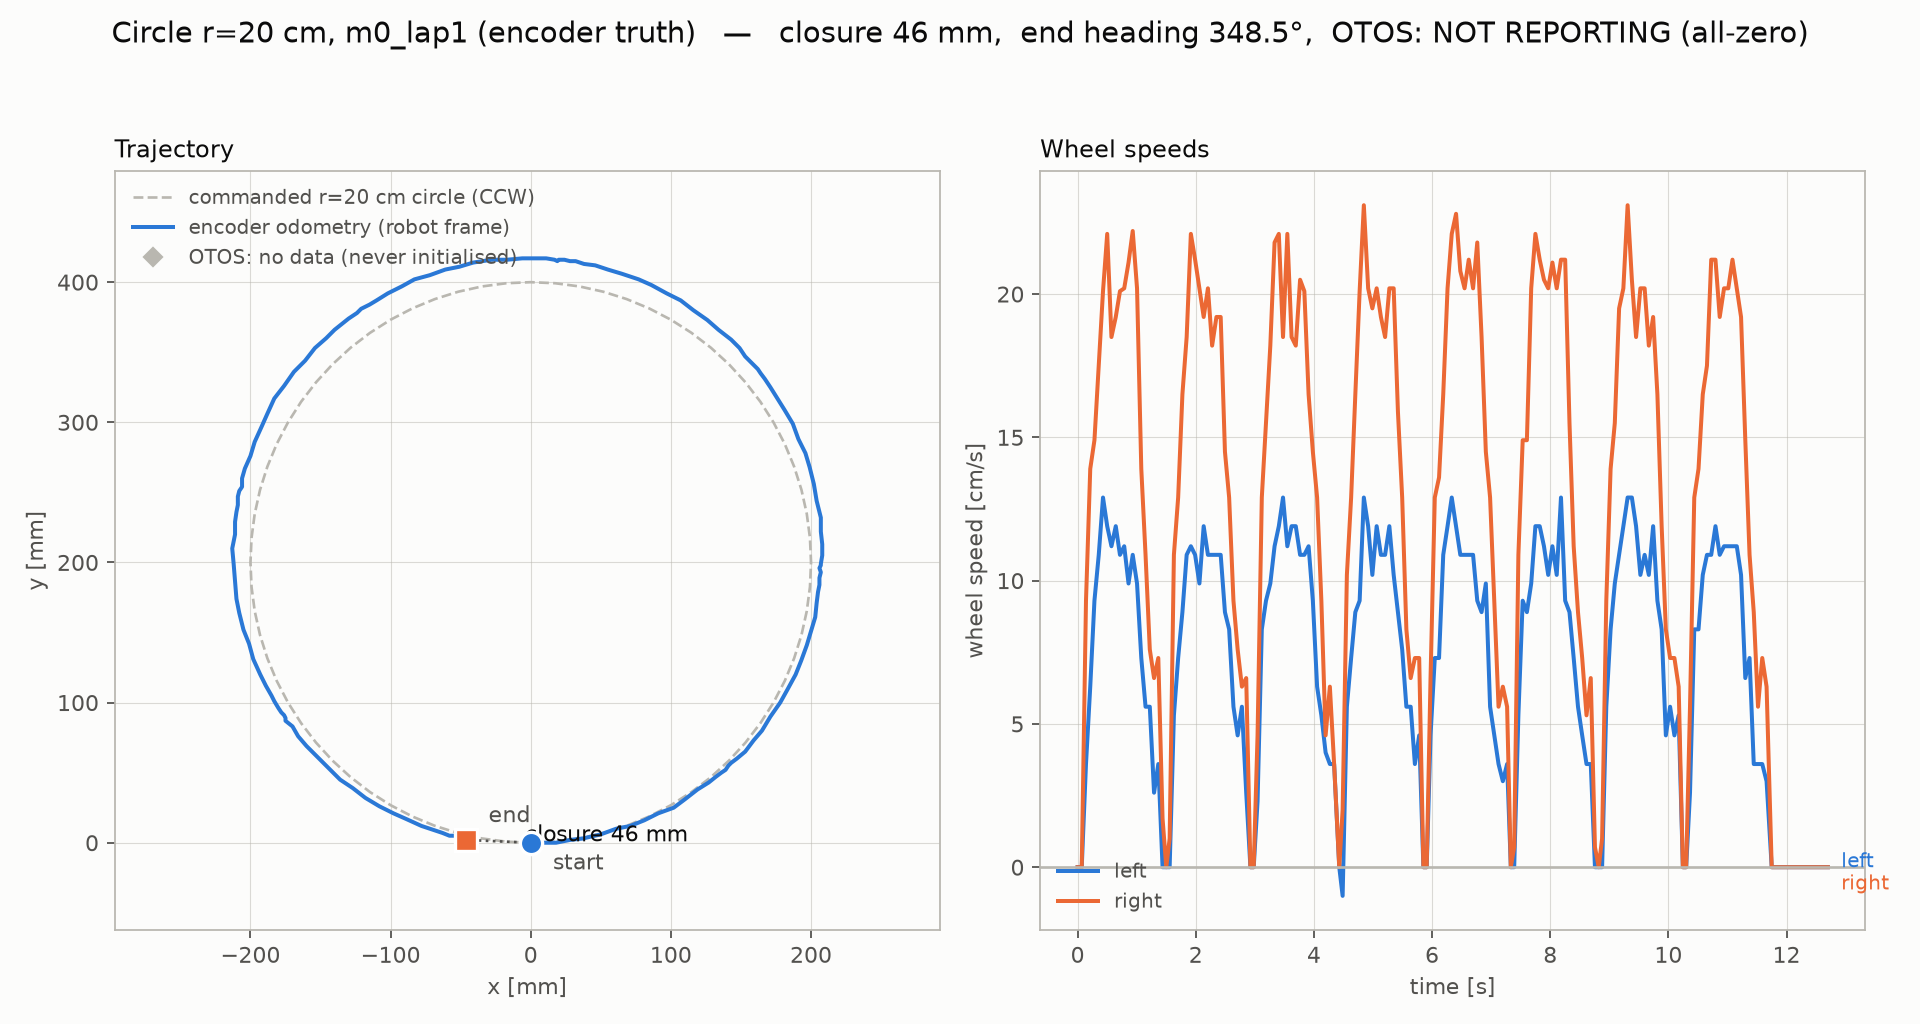 Circle r=20 cm, m0_lap1 (encoder truth) — closure 46 mm, end heading 348.5°, OTOS: NOT REPORTING (all-zero)
Trajectory
commanded r=20 cm circle (CCW)
encoder odometry (robot frame)
OTOS: no data (never initialised)
400
300
200
100
0
y [mm]
end
closure 46 mm
start
−200
−100
0
100
200
x [mm]
Wheel speeds
20
15
10
5
0
wheel speed [cm/s]
left
right
left
right
0
2
4
6
8
10
12
time [s]